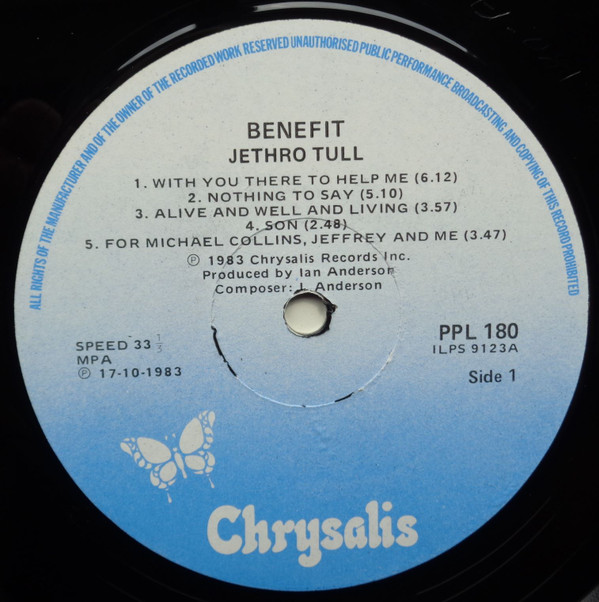 ALL RIGHTS OF THE MANUFACTURER AND OF THE OWNER OF THE RECORDED WORK RESERVED UNAUTHORISED PUBLIC PERFORMANCE BROADCASTING AND COPYING OF THIS RECORD PROHIBITED
BENEFIT
JETHRO TULL
1. WITH YOU THERE TO HELP ME (6.12)
2. NOTHING TO SAY (5.10)
3. ALIVE AND WELL AND LIVING (3.57)
4. SON (2.48)
5. FOR MICHAEL COLLINS, JEFFREY AND ME (3.47)
℗ 1983 Chrysalis Records Inc.
Produced by Ian Anderson
Composer: I. Anderson
SPEED 33 1/3
MPA
℗ 17-10-1983
PPL 180
ILPS 9123A
Side 1
Chrysalis